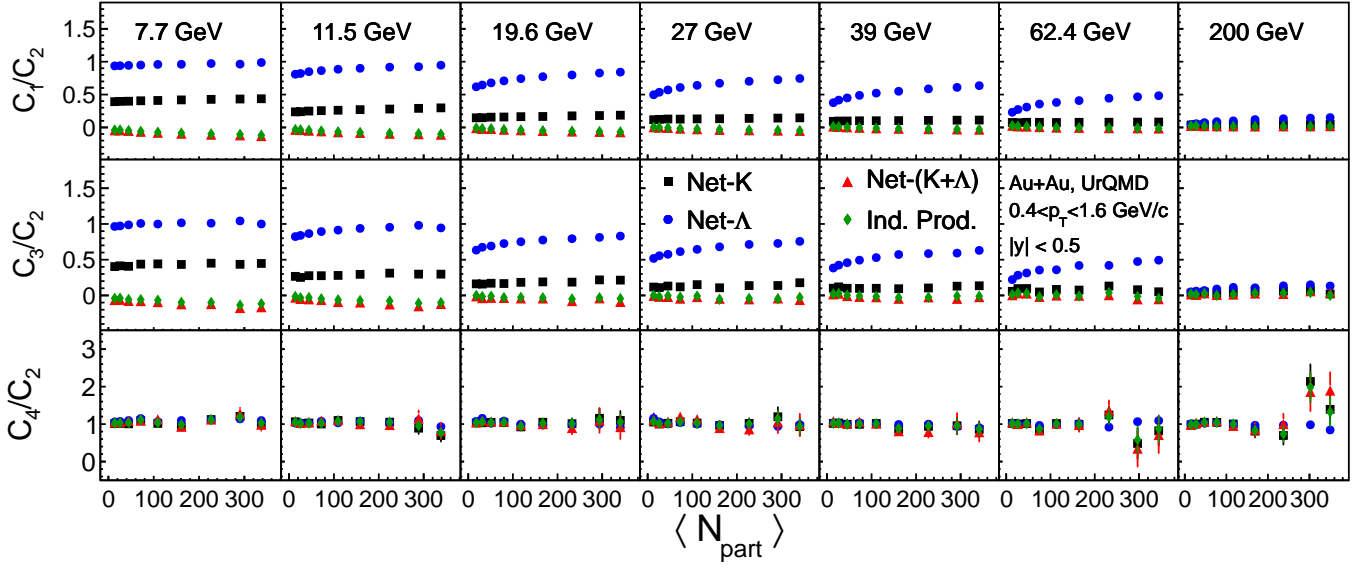 7.7 GeV 11.5 GeV 19.6 GeV 27 GeV 39 GeV 62.4 GeV 200 GeV
C1/C2
1
0.5
0
Net-K Net-(K+Λ) Au+Au, UrQMD
Net-Λ Ind. Prod. 0.4<pT<1.6 GeV/c
|y| < 0.5
C3/C2
1.5
1
0.5
0
C4/C2
3
2
1
0
0 100 200 300 0 100 200 300 0 100 200 300 0 100 200 300 0 100 200 300 0 100 200 300 0 100 200 300
⟨ Npart ⟩